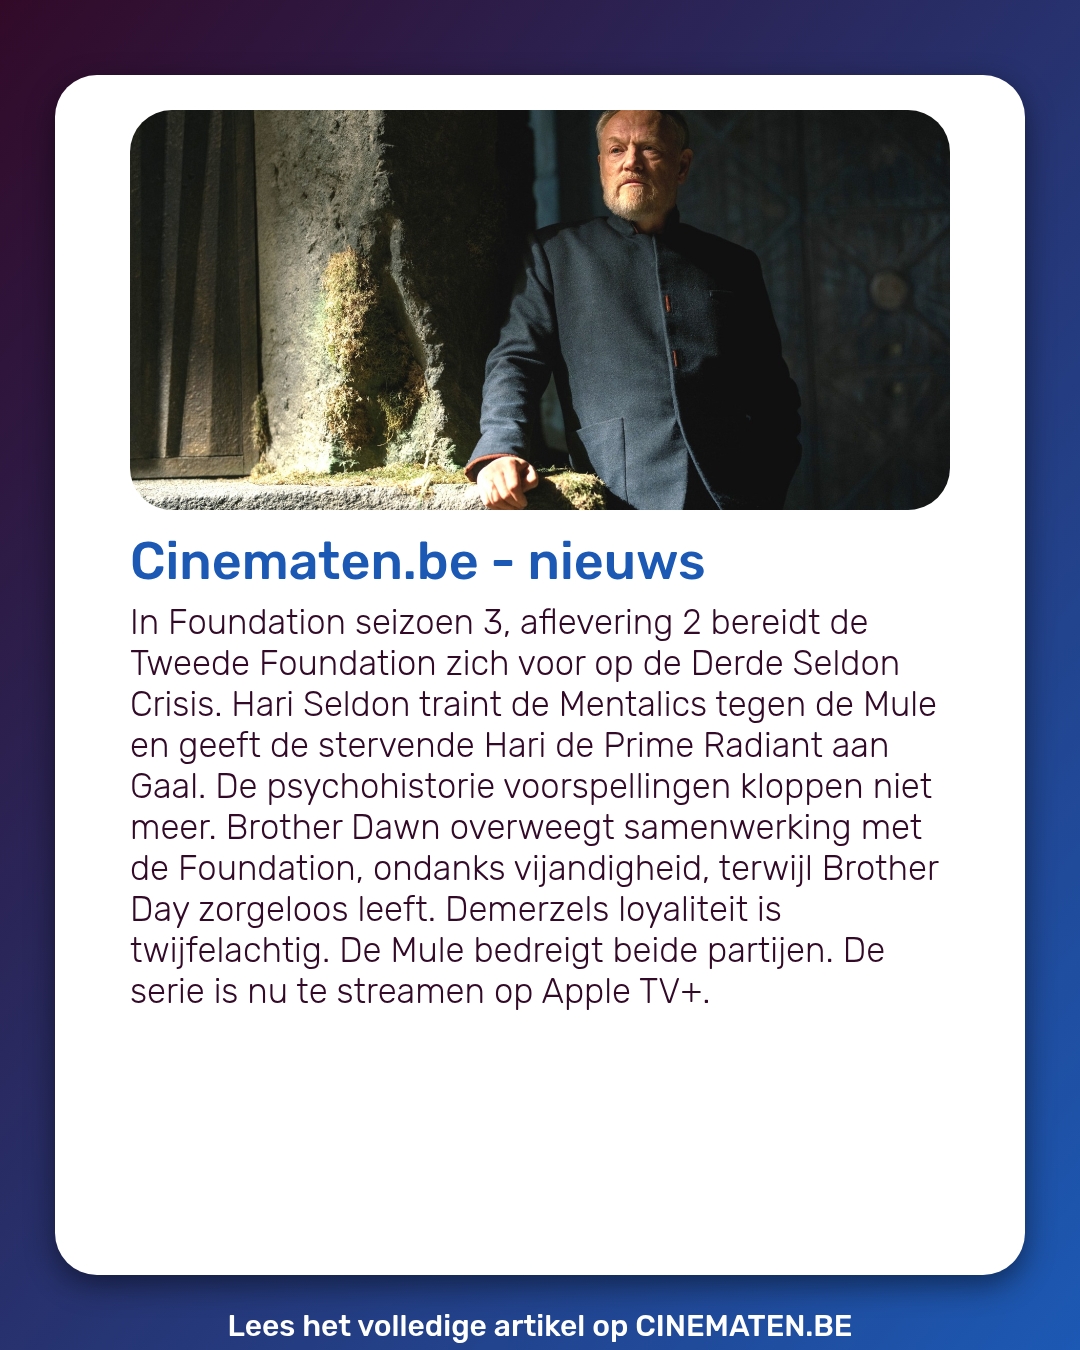 Cinematen.be - nieuws
In Foundation seizoen 3, aflevering 2 bereidt de
Tweede Foundation zich voor op de Derde Seldon
Crisis. Hari Seldon traint de Mentalics tegen de Mule
en geeft de stervende Hari de Prime Radiant aan
Gaal. De psychohistorie voorspellingen kloppen niet
meer. Brother Dawn overweegt samenwerking met
de Foundation, ondanks vijandigheid, terwijl Brother
Day zorgeloos leeft. Demerzels loyaliteit is
twijfelachtig. De Mule bedreigt beide partijen. De
serie is nu te streamen op Apple TV+.
Lees het volledige artikel op CINEMATEN.BE